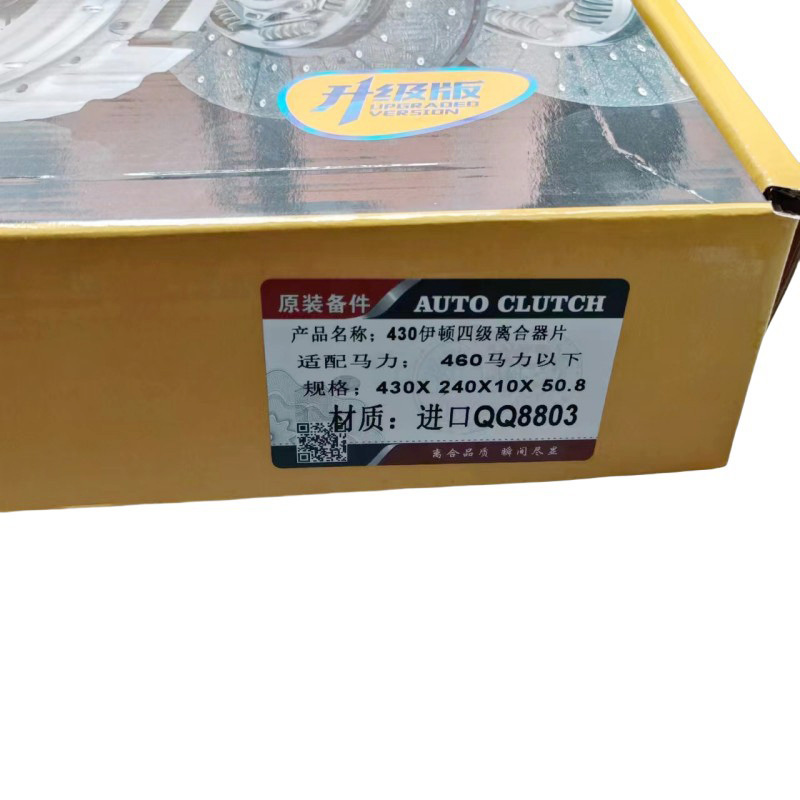 升级版
UPGRADED
VERSION
原装备件 AUTO CLUTCH
产品名称：430伊顿四级离合器片
适配马力： 460马力以下
规格：430X 240X10X 50.8
材质：进口QQ8803
离合品质 瞬间尽显